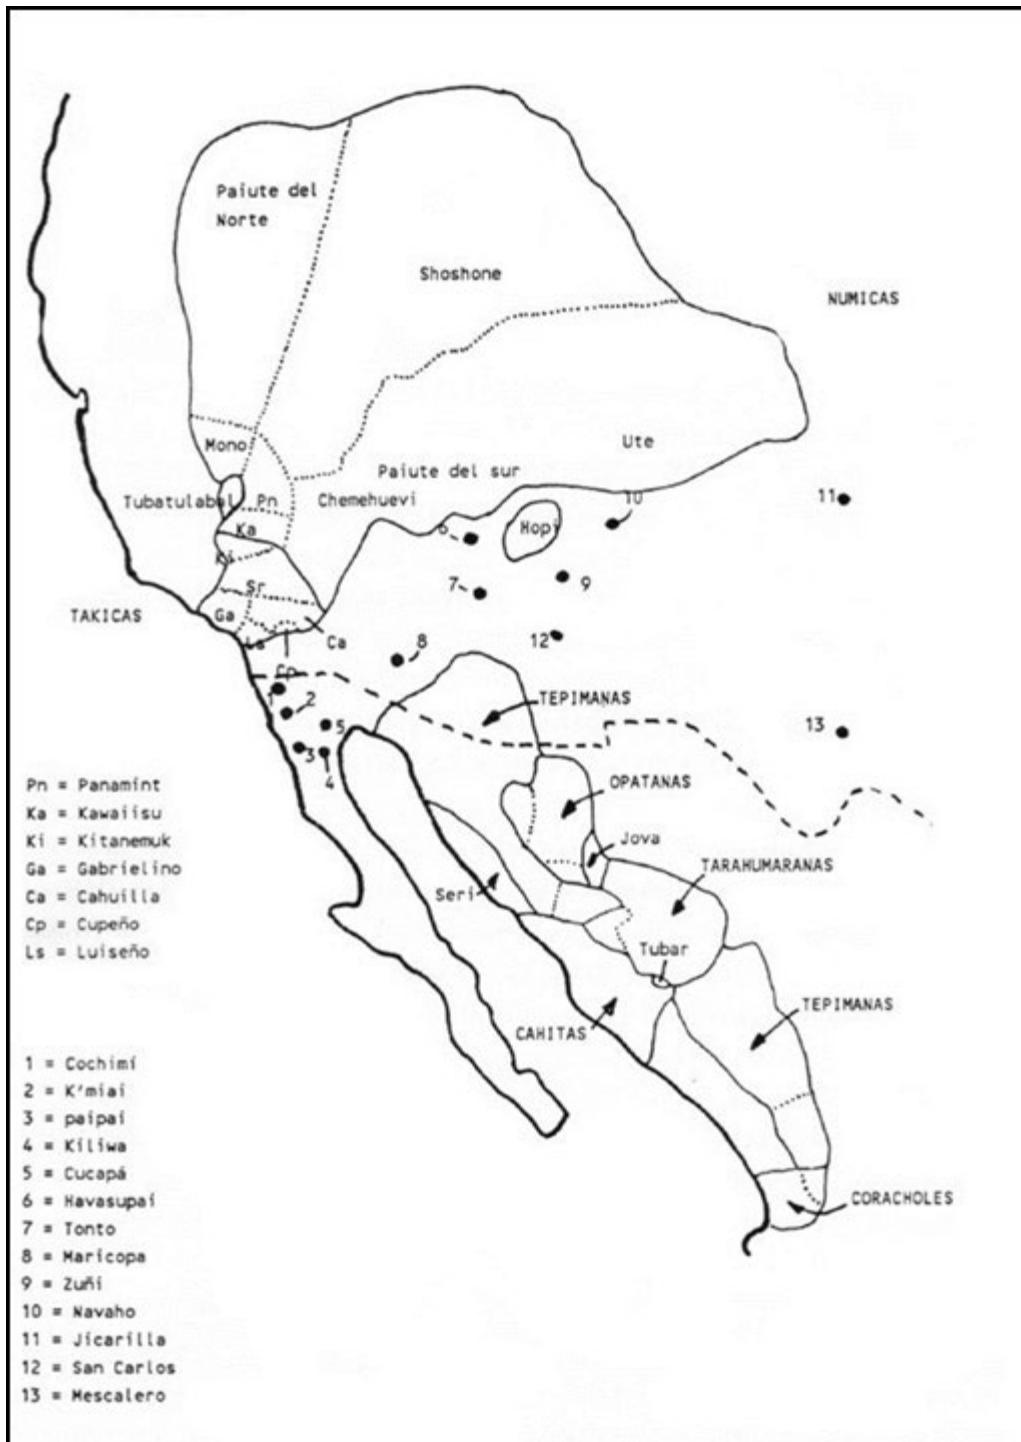 Paiute del
Norte
Shoshone
NUMICAS
Mono
Ute
Paiute del sur
Tubatulabal
Pn
Chemehuevi
10
11
Ka
6
Hopi
Ki
7
9
Sr
TAKICAS
Ga
12
La
Ca
8
Cp
TEPIMANAS
1
2
5
13
3
4
OPATANAS
Pn = Panamint
Ka = Kawaiisu
Ki = Kitanemuk
Ga = Gabrielino
Ca = Cahuilla
Cp = Cupeño
Ls = Luiseño
Jova
TARAHUMARANAS
Seri
Tubar
TEPIMANAS
CAHITAS
CORACHOLES
1 = Cochimí
2 = K'miai
3 = paipai
4 = Kiliwa
5 = Cucapá
6 = Havasupai
7 = Tonto
8 = Maricopa
9 = Zuñi
10 = Navaho
11 = Jicarilla
12 = San Carlos
13 = Mescalero